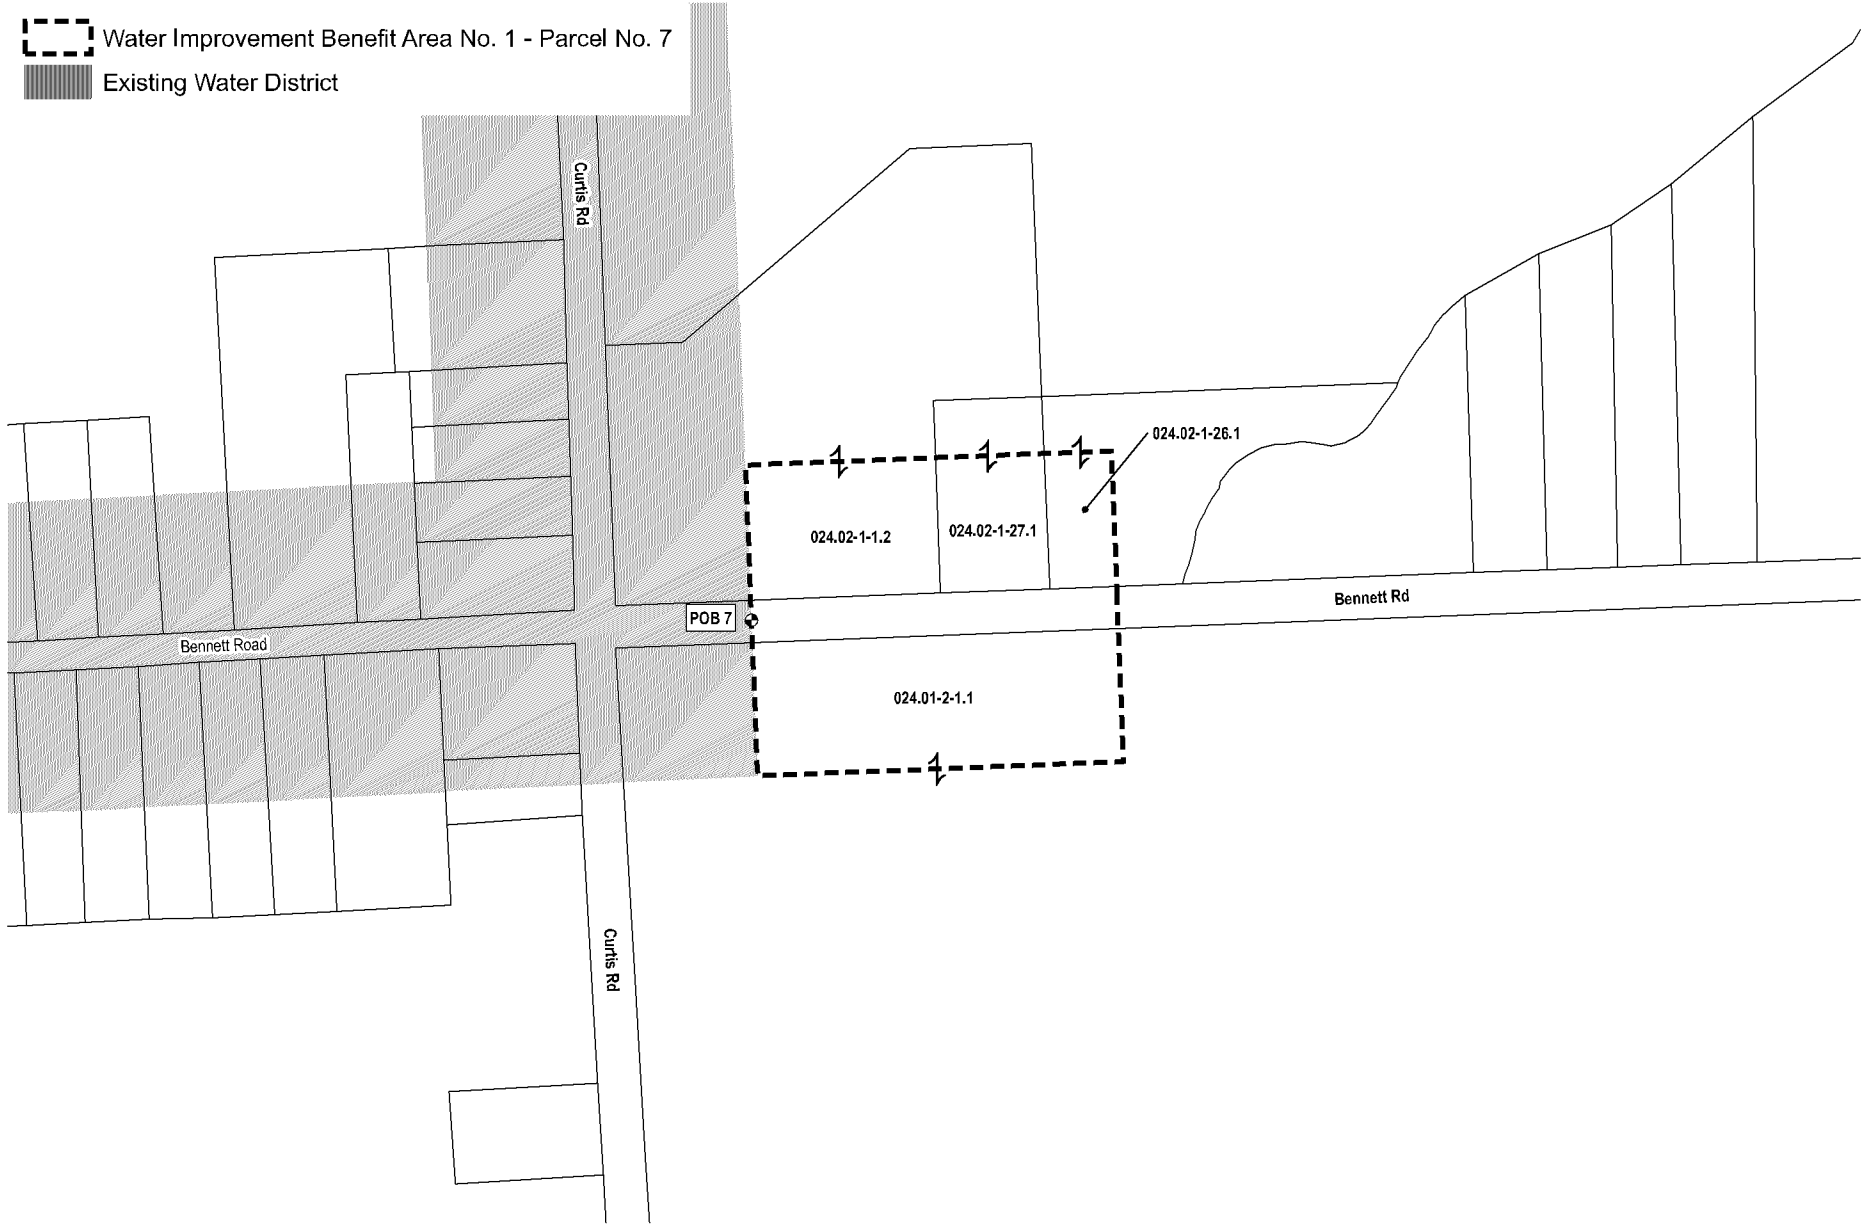 Water Improvement Benefit Area No. 1 - Parcel No. 7
Existing Water District
Curtis Rd
024.02-1-26.1
024.02-1-1.2
024.02-1-27.1
Bennett Rd
POB 7
Bennett Road
024.01-2-1.1
Curtis Rd